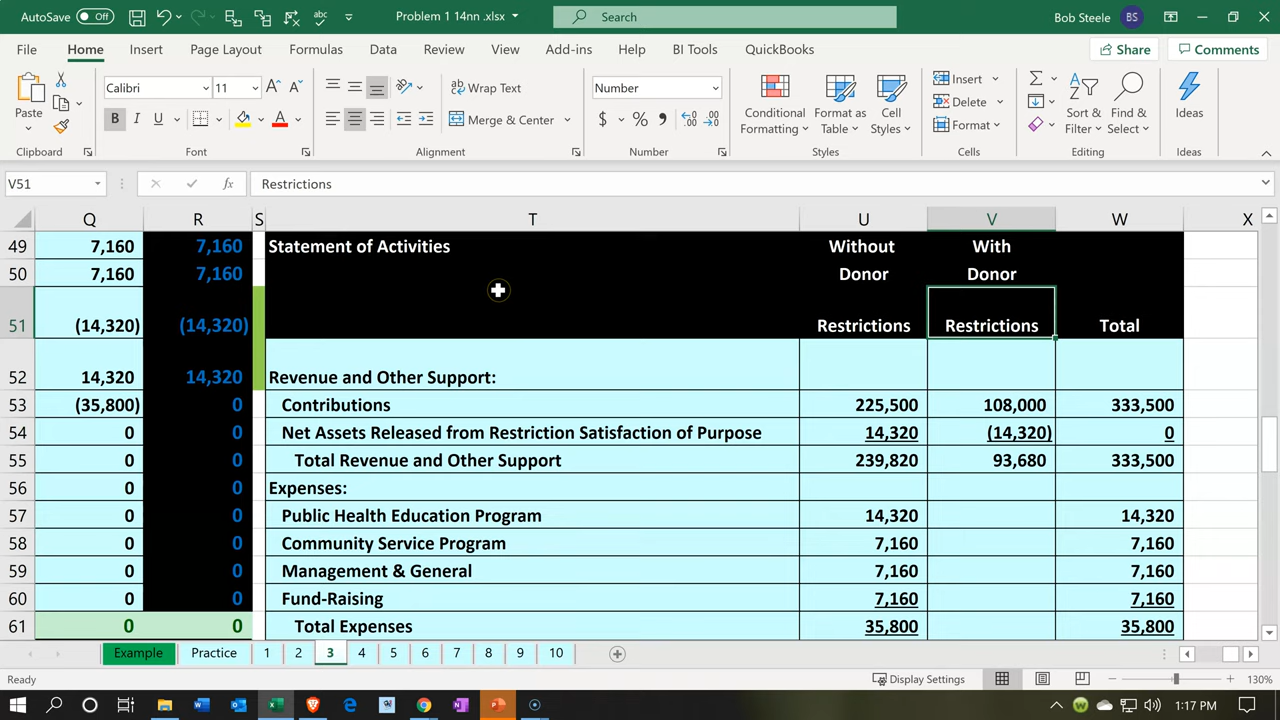 AutoSave Off Problem 1 14nn .xlsx Search Bob Steele BS
File Home Insert Page Layout Formulas Data Review View Add-ins Help BI Tools QuickBooks Share Comments
Paste Calibri 11 Wrap Text Number Conditional Formatting Format as Table Cell Styles Insert Sort & Filter Find & Select Ideas
B I U Merge & Center $ % Delete
Format
Clipboard Font Alignment Number Styles Cells Editing Ideas
V51 fx Restrictions
Q R S T U V W X
49 7,160 7,160 Statement of Activities Without With
50 7,160 7,160 Donor Donor
51 (14,320) (14,320) Restrictions Restrictions Total
52 14,320 14,320 Revenue and Other Support:
53 (35,800) 0 Contributions 225,500 108,000 333,500
54 0 0 Net Assets Released from Restriction Satisfaction of Purpose 14,320 (14,320) 0
55 0 0 Total Revenue and Other Support 239,820 93,680 333,500
56 0 0 Expenses:
57 0 0 Public Health Education Program 14,320 14,320
58 0 0 Community Service Program 7,160 7,160
59 0 0 Management & General 7,160 7,160
60 0 0 Fund-Raising 7,160 7,160
61 0 0 Total Expenses 35,800 35,800
Example Practice 1 2 3 4 5 6 7 8 9 10
Ready Display Settings 130%
1:17 PM